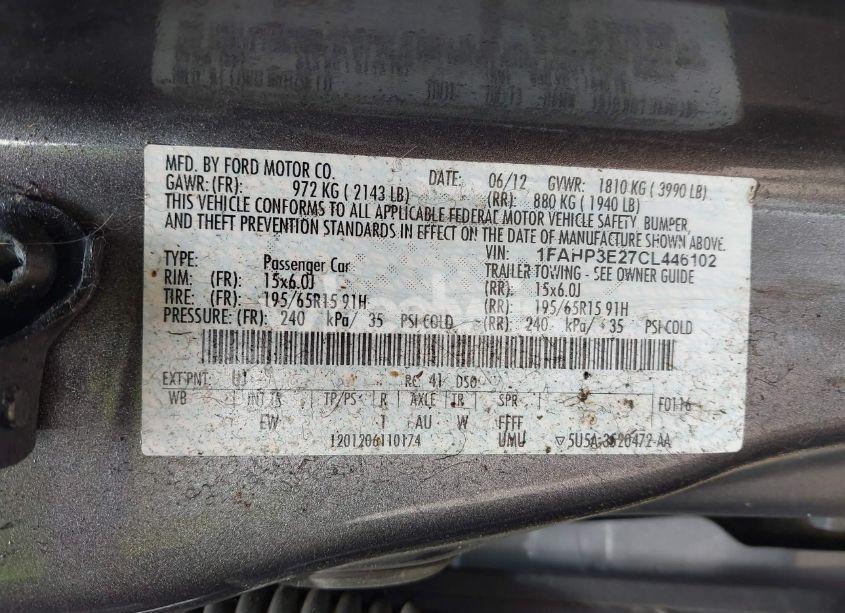 MFD. BY FORD MOTOR CO. DATE: 06/12 GVWR: 1810 KG ( 3990 LB)
GAWR: (FR): 972 KG ( 2143 LB) (RR): 880 KG ( 1940 LB)
THIS VEHICLE CONFORMS TO ALL APPLICABLE FEDERAL MOTOR VEHICLE SAFETY, BUMPER,
AND THEFT PREVENTION STANDARDS IN EFFECT ON THE DATE OF MANUFACTURE SHOWN ABOVE.
VIN: 1FAHP3E27CL446102
TYPE: Passenger Car TRAILER TOWING - SEE OWNER GUIDE
RIM: (FR): 15x6.0J (RR): 15x6.0J
TIRE: (FR): 195/65R15 91H (RR): 195/65R15 91H
PRESSURE: (FR): 240 kPa/ 35 PSI COLD (RR): 240 kPa/ 35 PSI COLD
EXT PNT: UJ RC: 41 DSO:
WB INT TR TP/PS R AXLE TR SPR F0116
EW 1 AU W FFFF
1201206110174 UMU ▽5U5A-3520472-AA